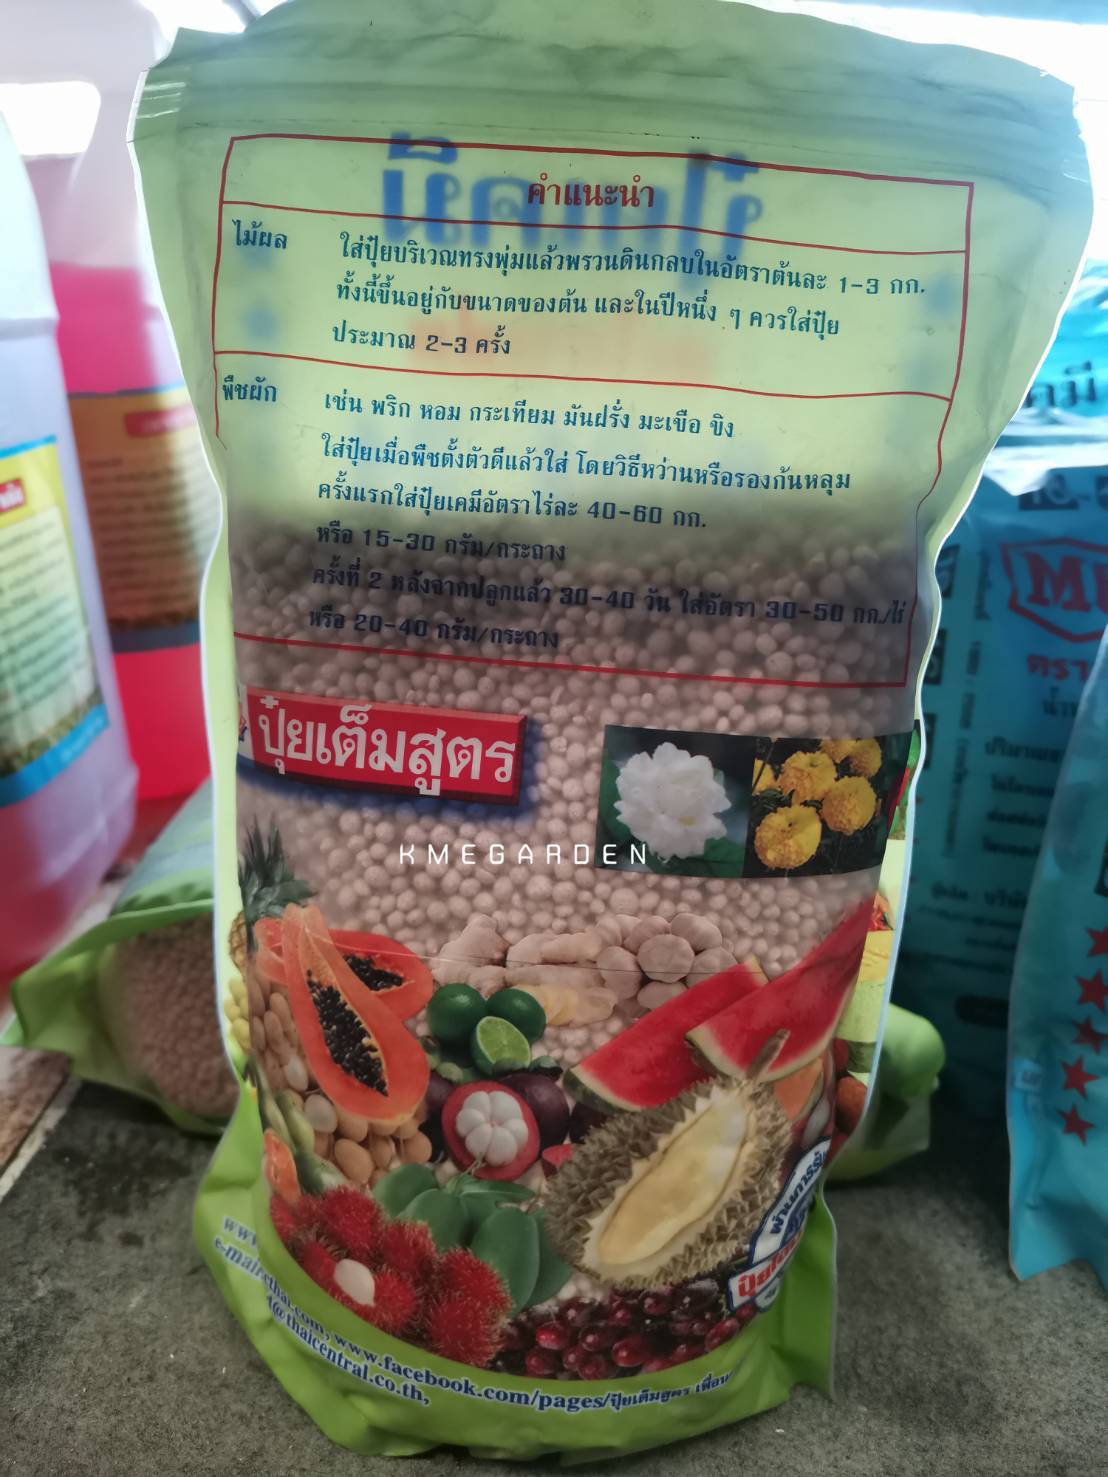 คำแนะนำ
ไม้ผล ใส่ปุ๋ยบริเวณทรงพุ่มแล้วพรวนดินกลบในอัตราต้นละ 1-3 กก.
ทั้งนี้ขึ้นอยู่กับขนาดของต้น และในปีหนึ่ง ๆ ควรใส่ปุ๋ย
ประมาณ 2-3 ครั้ง
พืชผัก เช่น พริก หอม กระเทียม มันฝรั่ง มะเขือ ขิง
ใส่ปุ๋ยเมื่อพืชตั้งตัวดีแล้วใส่ โดยวิธีหว่านหรือรองก้นหลุม
ครั้งแรกใส่ปุ๋ยเคมีอัตราไร่ละ 40-60 กก.
หรือ 15-30 กรัม/กระถาง
ครั้งที่ 2 หลังจากปลูกแล้ว 30-40 วัน ใส่อัตรา 30-50 กก./ไร่
หรือ 20-40 กรัม/กระถาง
ปุ๋ยเต็มสูตร
KMEGARDEN
www.facebook.com/pages/ปุ๋ยเต็มสูตร
@thaicentral.co.th,